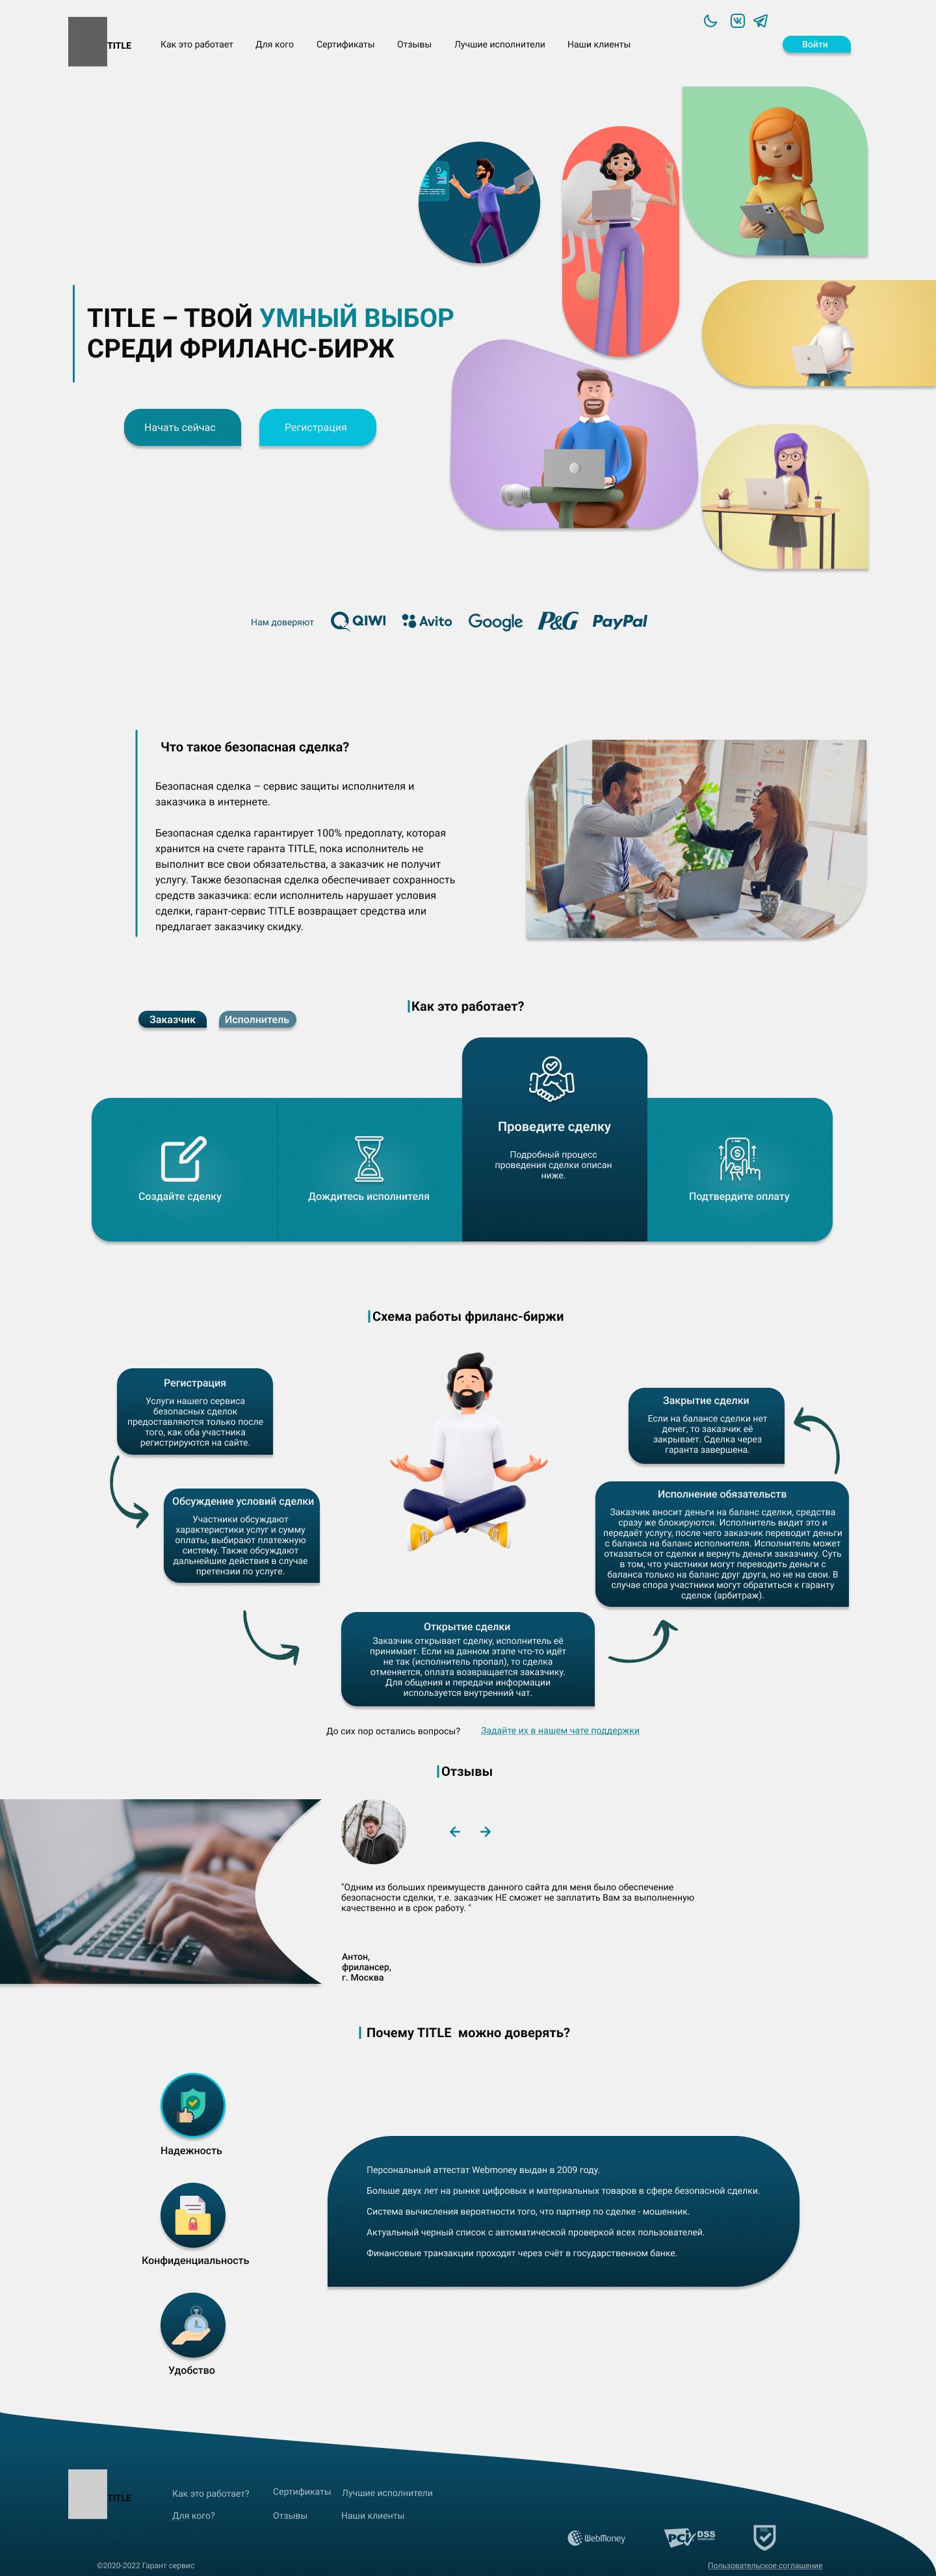 TITLE
Как это работает
Для кого
Сертификаты
Отзывы
Лучшие исполнители
Наши клиенты
Войти
TITLE – ТВОЙ УМНЫЙ ВЫБОР
СРЕДИ ФРИЛАНС-БИРЖ
Начать сейчас
Регистрация
Нам доверяют
QIWI
Avito
Google
P&G
PayPal
Что такое безопасная сделка?
Безопасная сделка – сервис защиты исполнителя и
заказчика в интернете.
Безопасная сделка гарантирует 100% предоплату, которая
хранится на счете гаранта TITLE, пока исполнитель не
выполнит все свои обязательства, а заказчик не получит
услугу. Также безопасная сделка обеспечивает сохранность
средств заказчика: если исполнитель нарушает условия
сделки, гарант-сервис TITLE возвращает средства или
предлагает заказчику скидку.
Как это работает?
Заказчик
Исполнитель
Создайте сделку
Дождитесь исполнителя
Проведите сделку
Подробный процесс
проведения сделки описан
ниже.
Подтвердите оплату
Схема работы фриланс-биржи
Регистрация
Услуги нашего сервиса
безопасных сделок
предоставляются только после
того, как оба участника
регистрируются на сайте.
Обсуждение условий сделки
Участники обсуждают
характеристики услуг и сумму
оплаты, выбирают платежную
систему. Также обсуждают
дальнейшие действия в случае
претензии по услуге.
Открытие сделки
Заказчик открывает сделку, исполнитель её
принимает. Если на данном этапе что-то идёт
не так (исполнитель пропал), то сделка
отменяется, оплата возвращается заказчику.
Для общения и передачи информации
используется внутренний чат.
Исполнение обязательств
Заказчик вносит деньги на баланс сделки, средства
сразу же блокируются. Исполнитель видит это и
передаёт услугу, после чего заказчик переводит деньги
с баланса на баланс исполнителя. Исполнитель может
отказаться от сделки и вернуть деньги заказчику. Суть
в том, что участники могут переводить деньги с
баланса только на баланс друг друга, но не на свои. В
случае спора участники могут обратиться к гаранту
сделок (арбитраж).
Закрытие сделки
Если на балансе сделки нет
денег, то заказчик её
закрывает. Сделка через
гаранта завершена.
До сих пор остались вопросы?
Задайте их в нашем чате поддержки
Отзывы
"Одним из больших преимуществ данного сайта для меня было обеспечение
безопасности сделки, т.е. заказчик НЕ сможет не заплатить Вам за выполненную
качественно и в срок работу. "
Антон,
фрилансер,
г. Москва
Почему TITLE можно доверять?
Надежность
Конфиденциальность
Удобство
Персональный аттестат Webmoney выдан в 2009 году.
Больше двух лет на рынке цифровых и материальных товаров в сфере безопасной сделки.
Система вычисления вероятности того, что партнер по сделке - мошенник.
Актуальный черный список с автоматической проверкой всех пользователей.
Финансовые транзакции проходят через счёт в государственном банке.
TITLE
Как это работает?
Сертификаты
Лучшие исполнители
Для кого?
Отзывы
Наши клиенты
WebMoney
PCI DSS
©2020-2022 Гарант сервис
Пользовательское соглашение